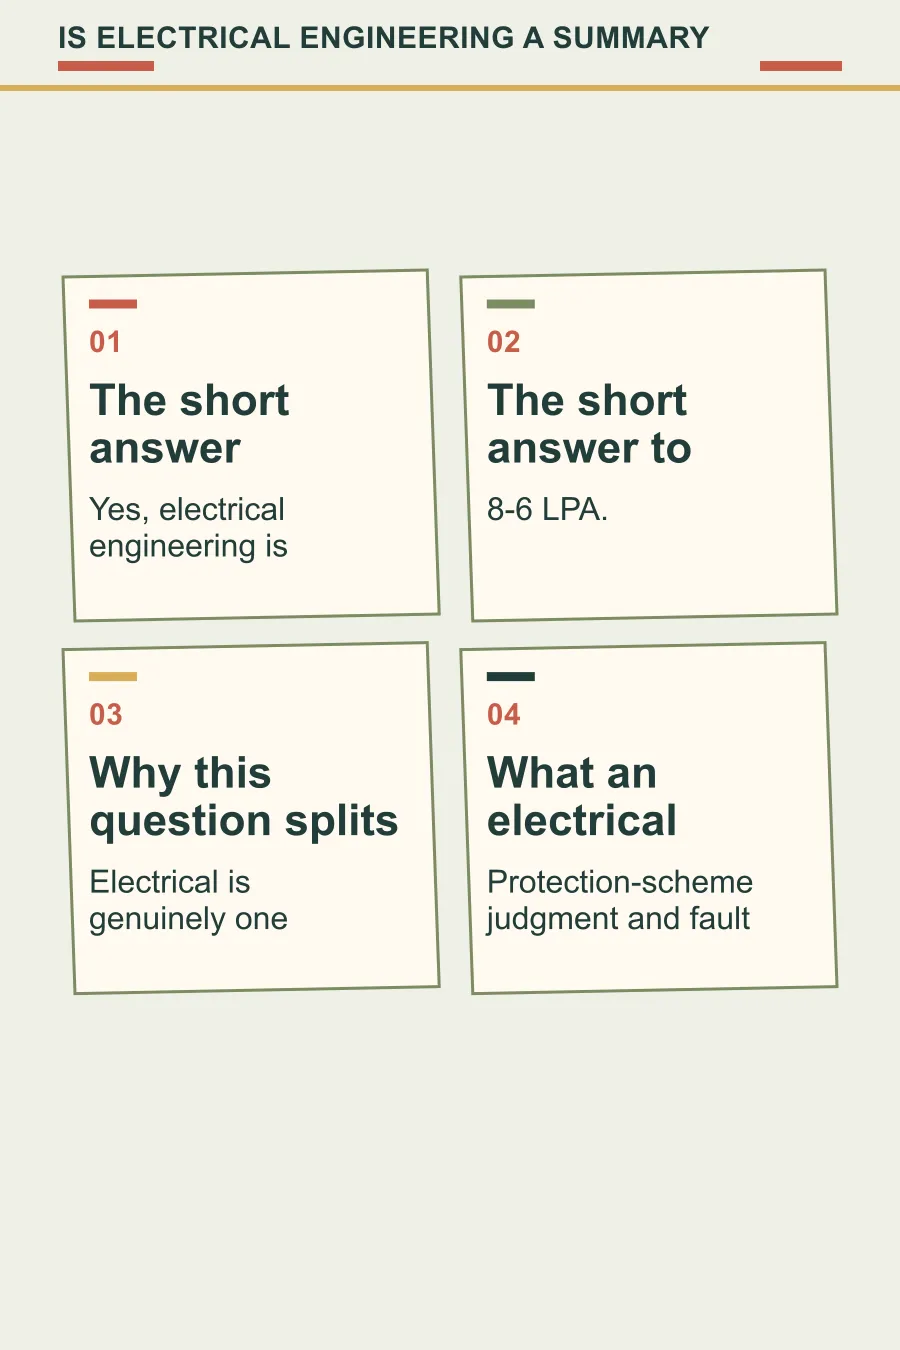 IS ELECTRICAL ENGINEERING A SUMMARY
01
The short
answer
Yes, electrical
engineering is
02
The short
answer to
8-6 LPA.
03
Why this
question splits
Electrical is
genuinely one
04
What an
electrical
Protection-scheme
judgment and fault